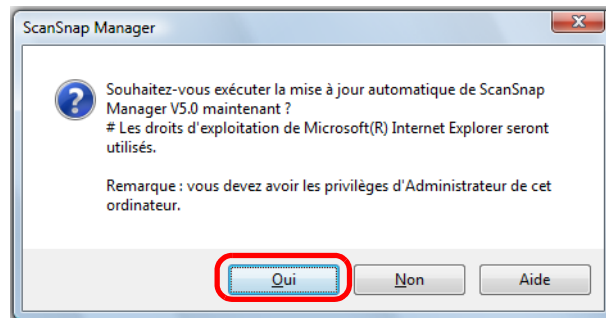 ScanSnap Manager
Souhaitez-vous exécuter la mise à jour automatique de ScanSnap
Manager V5.0 maintenant ?
# Les droits d'exploitation de Microsoft(R) Internet Explorer seront
utilisés.
Remarque : vous devez avoir les privilèges d'Administrateur de cet
ordinateur.
Oui Non Aide